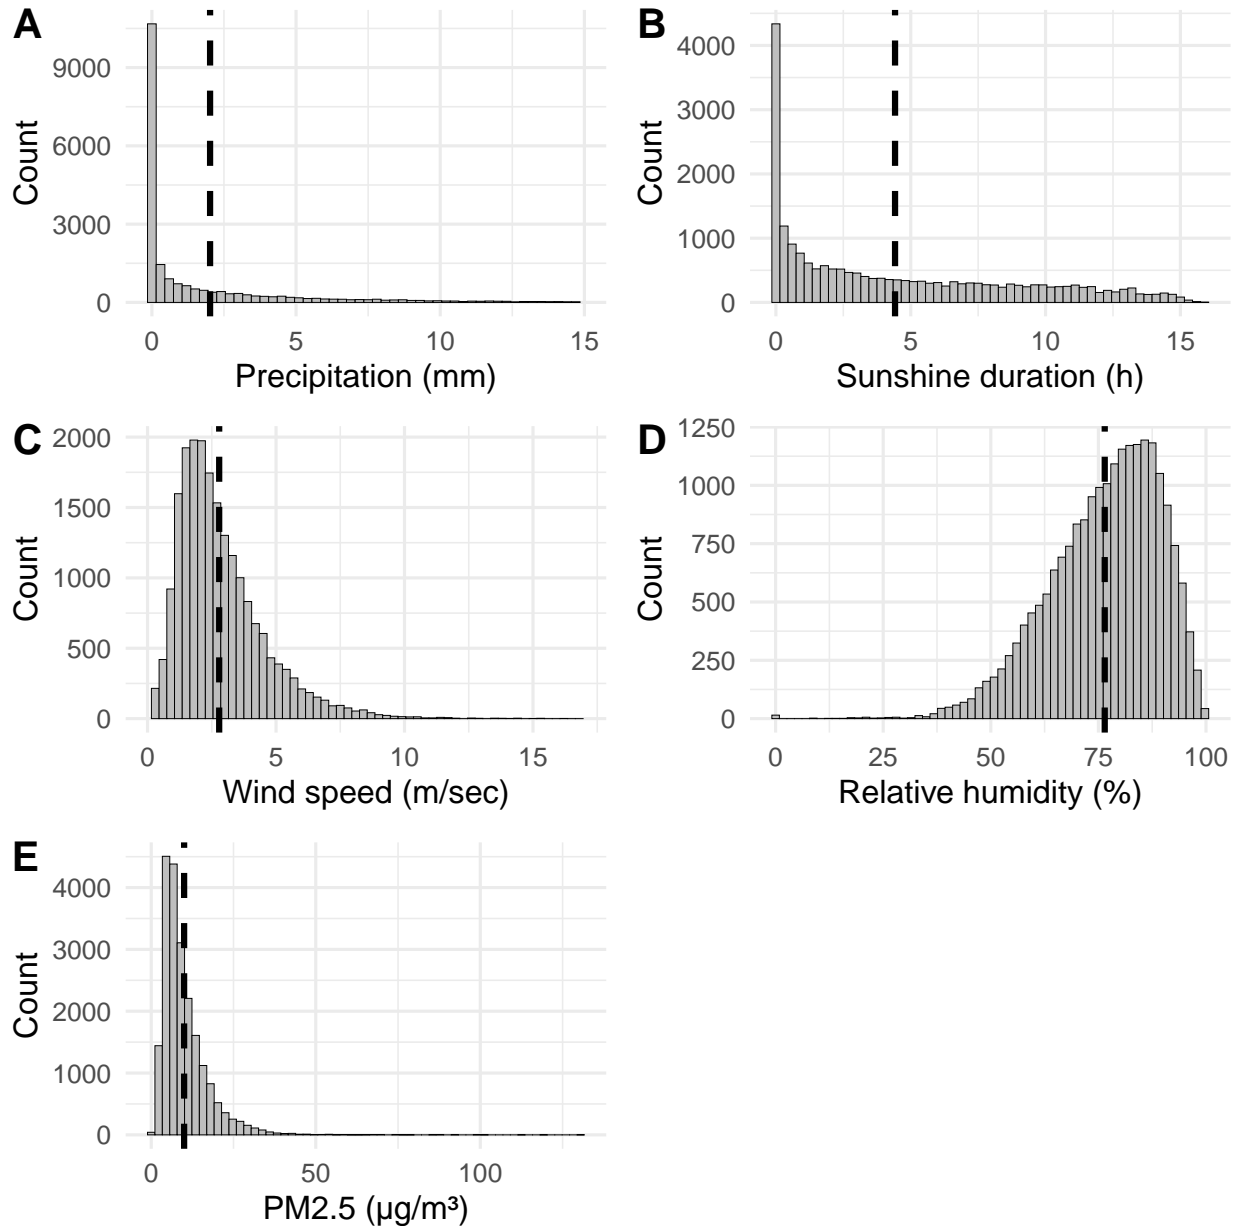 A
Count
9000
6000
3000
0
0 5 10 15
Precipitation (mm)
B
Count
4000
3000
2000
1000
0
0 5 10 15
Sunshine duration (h)
C
Count
2000
1500
1000
500
0
0 5 10 15
Wind speed (m/sec)
D
Count
1250
1000
750
500
250
0
0 25 50 75 100
Relative humidity (%)
E
Count
4000
3000
2000
1000
0
0 50 100
PM2.5 (µg/m³)